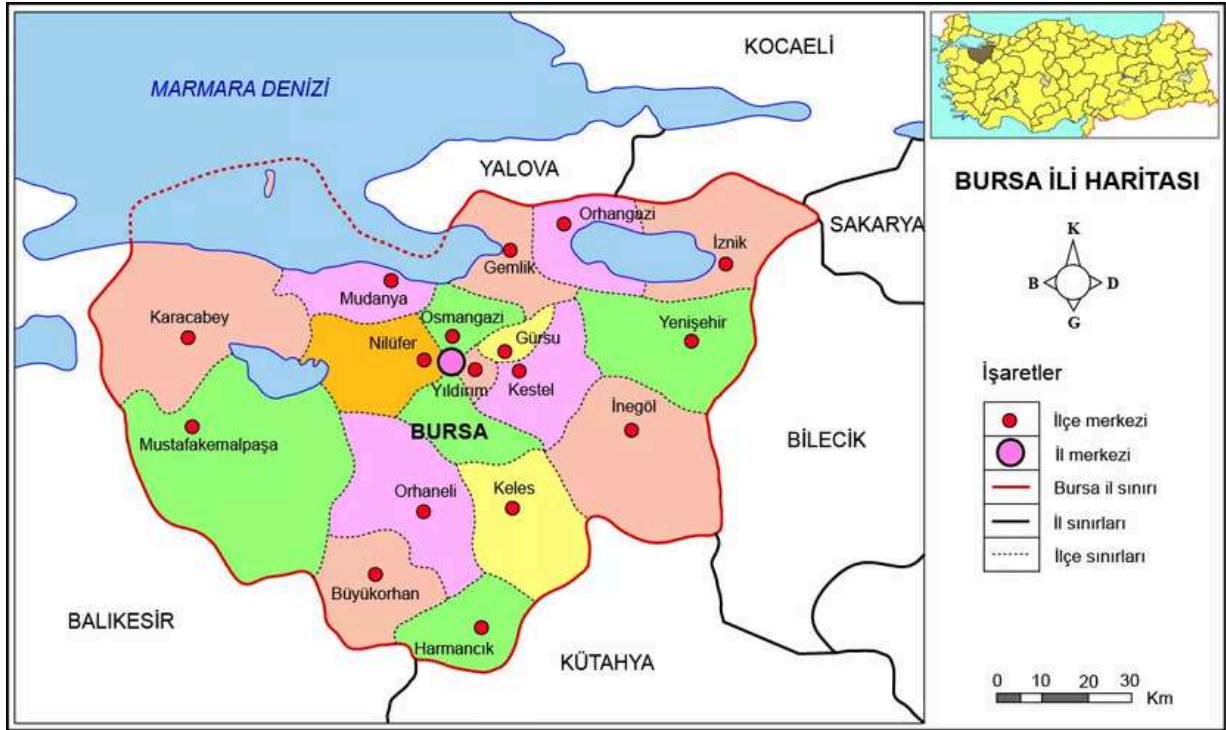 KOCAELİ
MARMARA DENİZİ
YALOVA
SAKARYA
Orhangazi
İznik
Gemlik
Mudanya
Karacabey
Osmangazi
Gürsu
Yenişehir
Nilüfer
Yıldırım
Kestel
İnegöl
Mustafakemalpaşa
BURSA
BİLECİK
Orhaneli
Keles
Büyükorhan
BALIKESİR
Harmancık
KÜTAHYA
BURSA İLİ HARİTASI
K
B D
G
İşaretler
İlçe merkezi
İl merkezi
Bursa il sınırı
İl sınırları
İlçe sınırları
0 10 20 30
Km